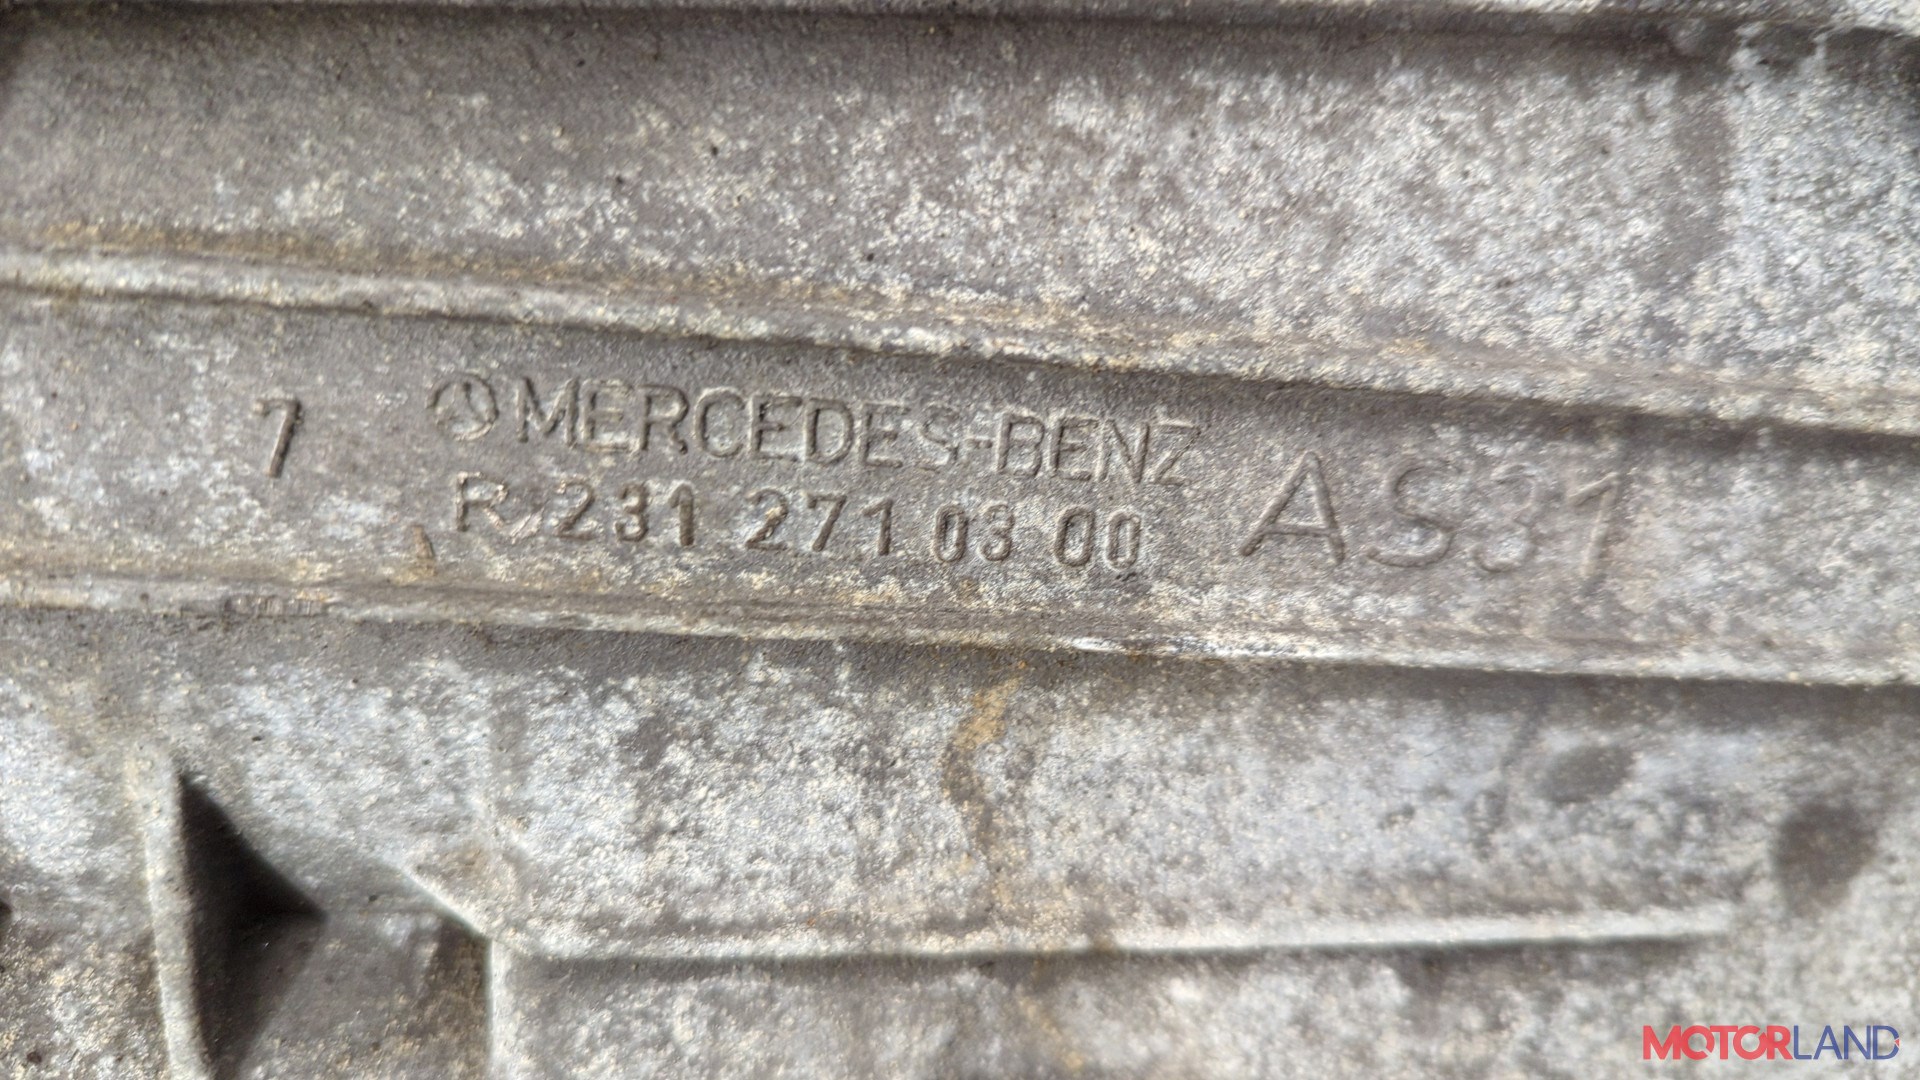 7 MERCEDES-BENZ
R 231 271 03 00 AS31
MOTORLAND